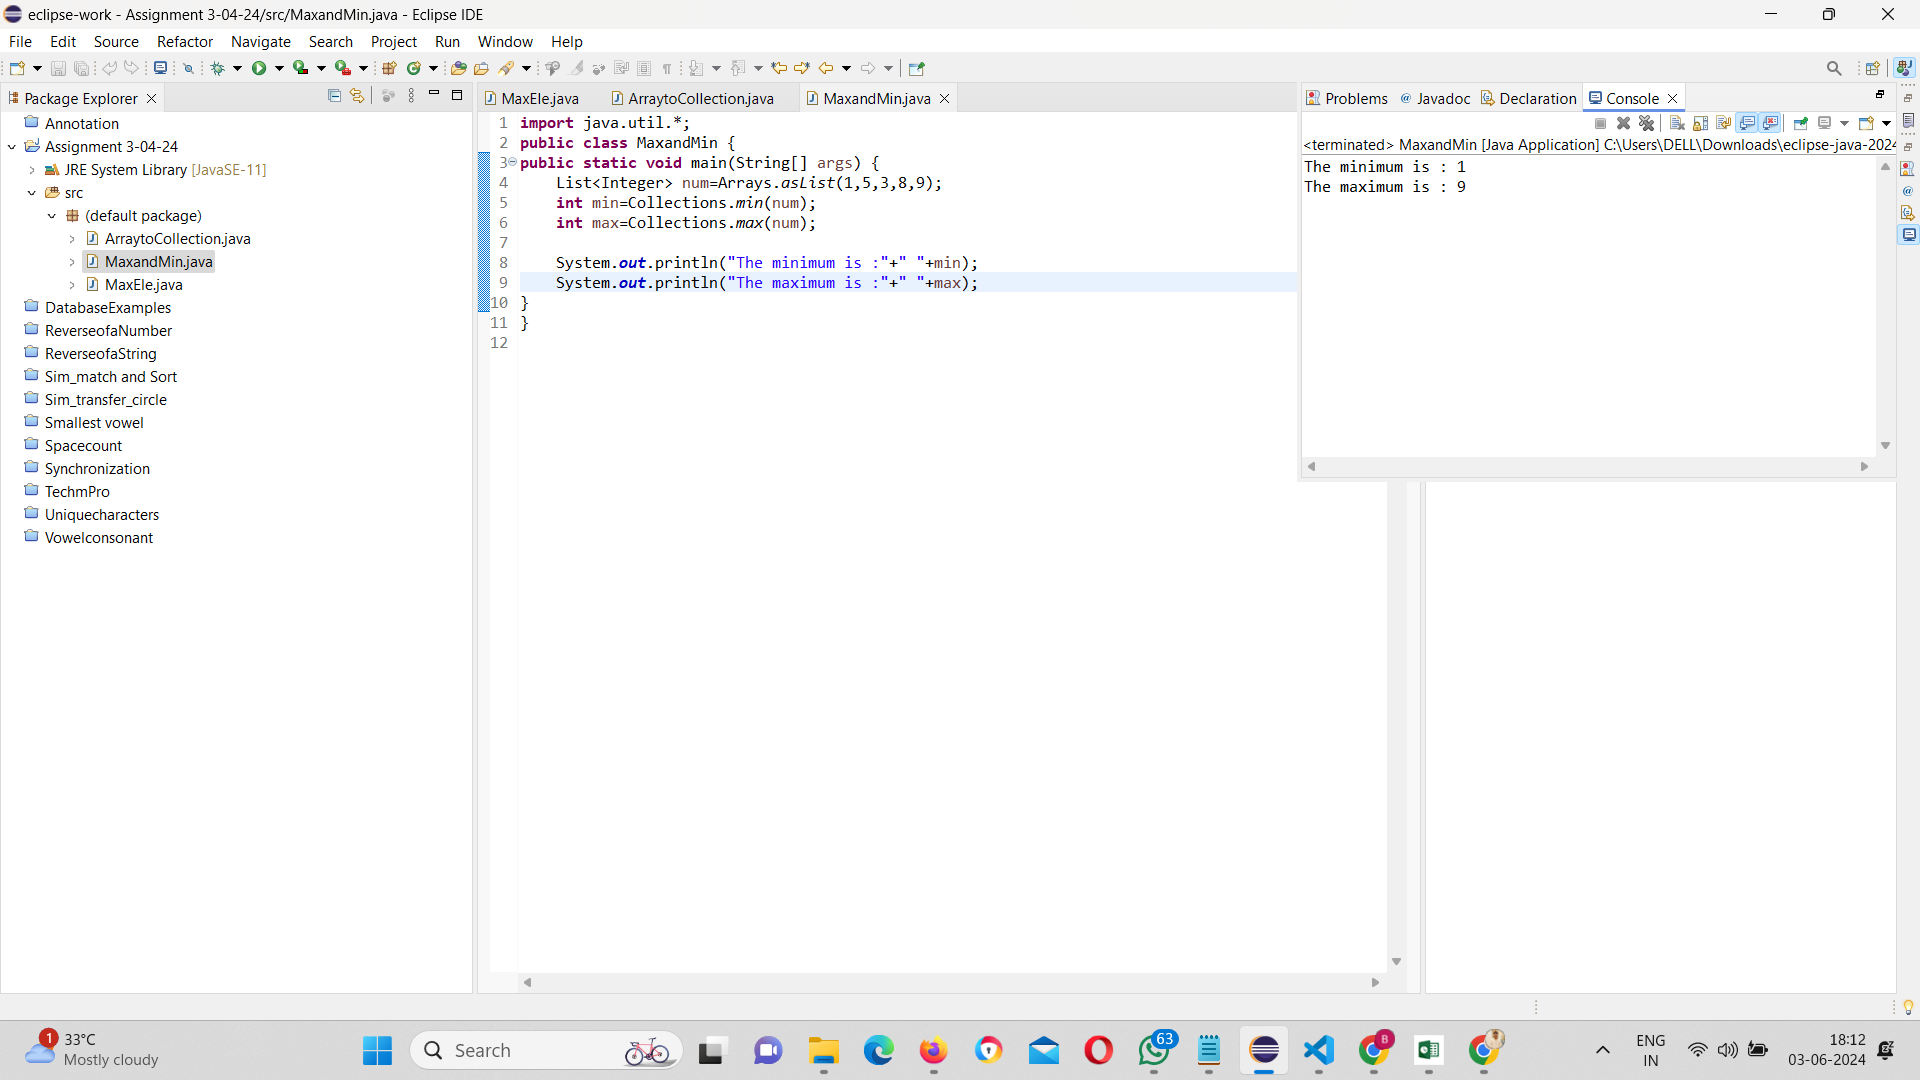 eclipse-work - Assignment 3-04-24/src/MaxandMin.java - Eclipse IDE
File Edit Source Refactor Navigate Search Project Run Window Help
Package Explorer
Annotation
Assignment 3-04-24
JRE System Library [JavaSE-11]
src
(default package)
ArraytoCollection.java
MaxandMin.java
MaxEle.java
DatabaseExamples
ReverseofaNumber
ReverseofaString
Sim_match and Sort
Sim_transfer_circle
Smallest vowel
Spacecount
Synchronization
TechmPro
Uniquecharacters
Vowelconsonant
MaxEle.java ArraytoCollection.java MaxandMin.java
1 import java.util.*;
2 public class MaxandMin {
3 public static void main(String[] args) {
4 List<Integer> num=Arrays.asList(1,5,3,8,9);
5 int min=Collections.min(num);
6 int max=Collections.max(num);
7
8 System.out.println("The minimum is :"+" "+min);
9 System.out.println("The maximum is :"+" "+max);
10 }
11 }
12
Problems Javadoc Declaration Console
<terminated> MaxandMin [Java Application] C:\Users\DELL\Downloads\eclipse-java-2024
The minimum is : 1
The maximum is : 9
1 33°C
Mostly cloudy
Search
63
B
ENG
IN
18:12
03-06-2024